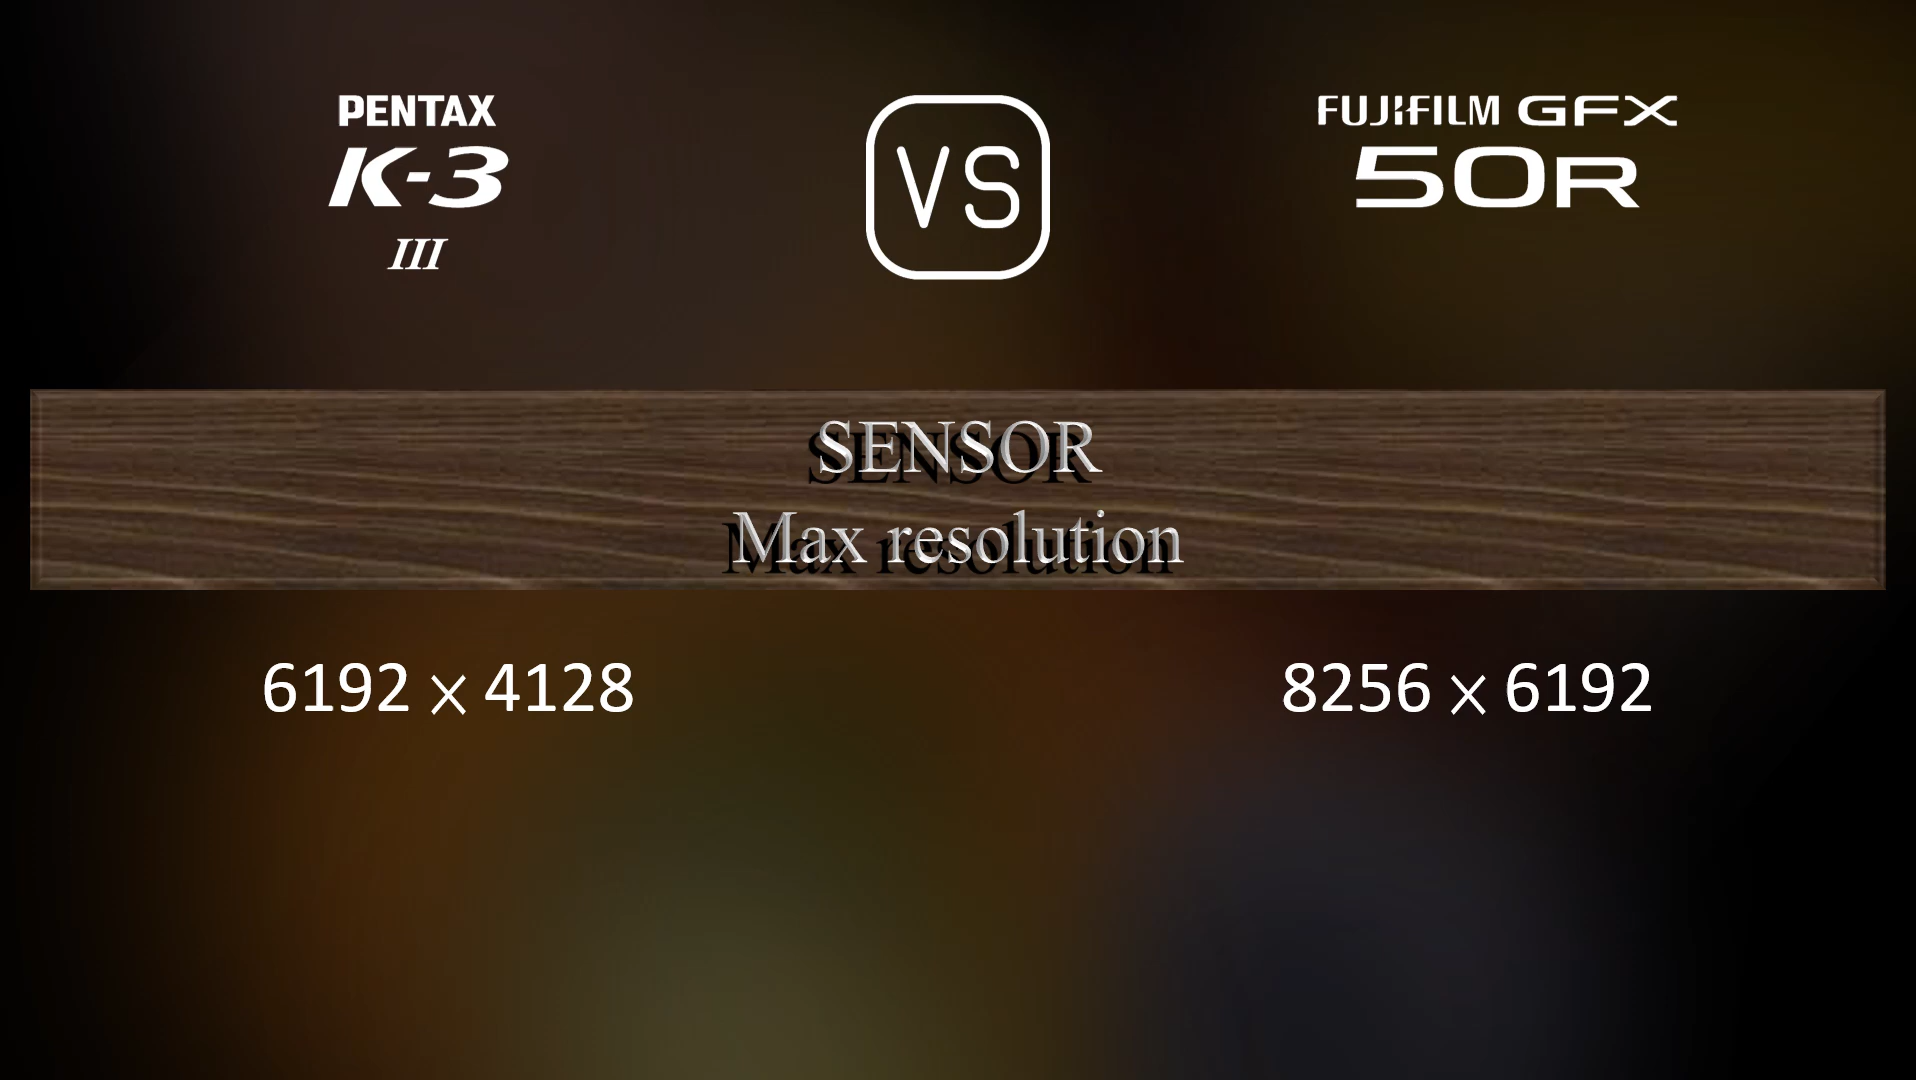 PENTAX
K-3
III
VS
FUJIFILM GFX
50R
SENSOR
Max resolution
6192 x 4128
8256 x 6192